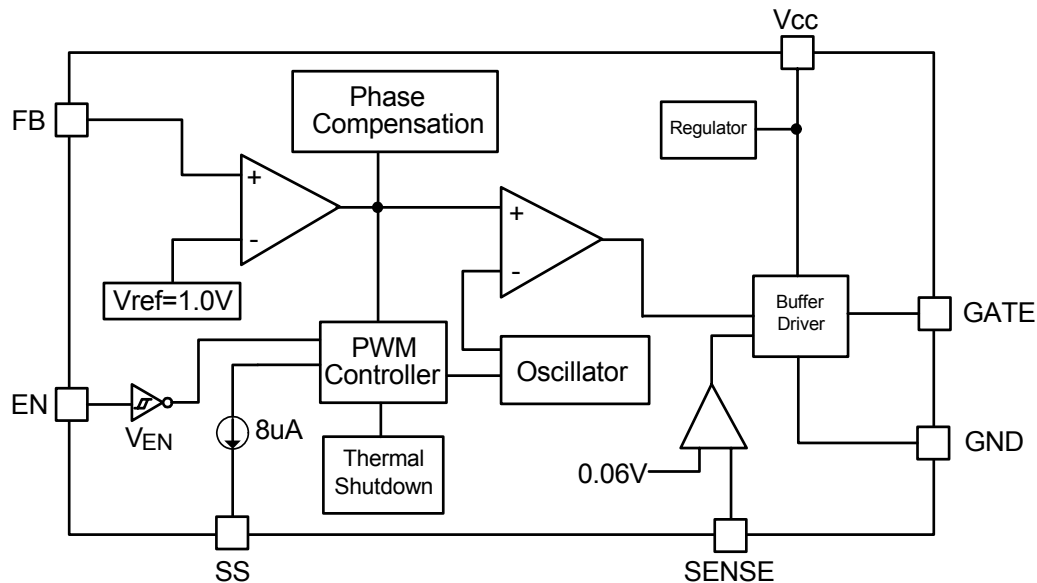 Vcc
FB
Phase
Compensation
Regulator
+
-
+
-
Vref=1.0V
Buffer
Driver
GATE
PWM
Controller
Oscillator
EN
VEN
8uA
Thermal
Shutdown
0.06V
GND
SS
SENSE